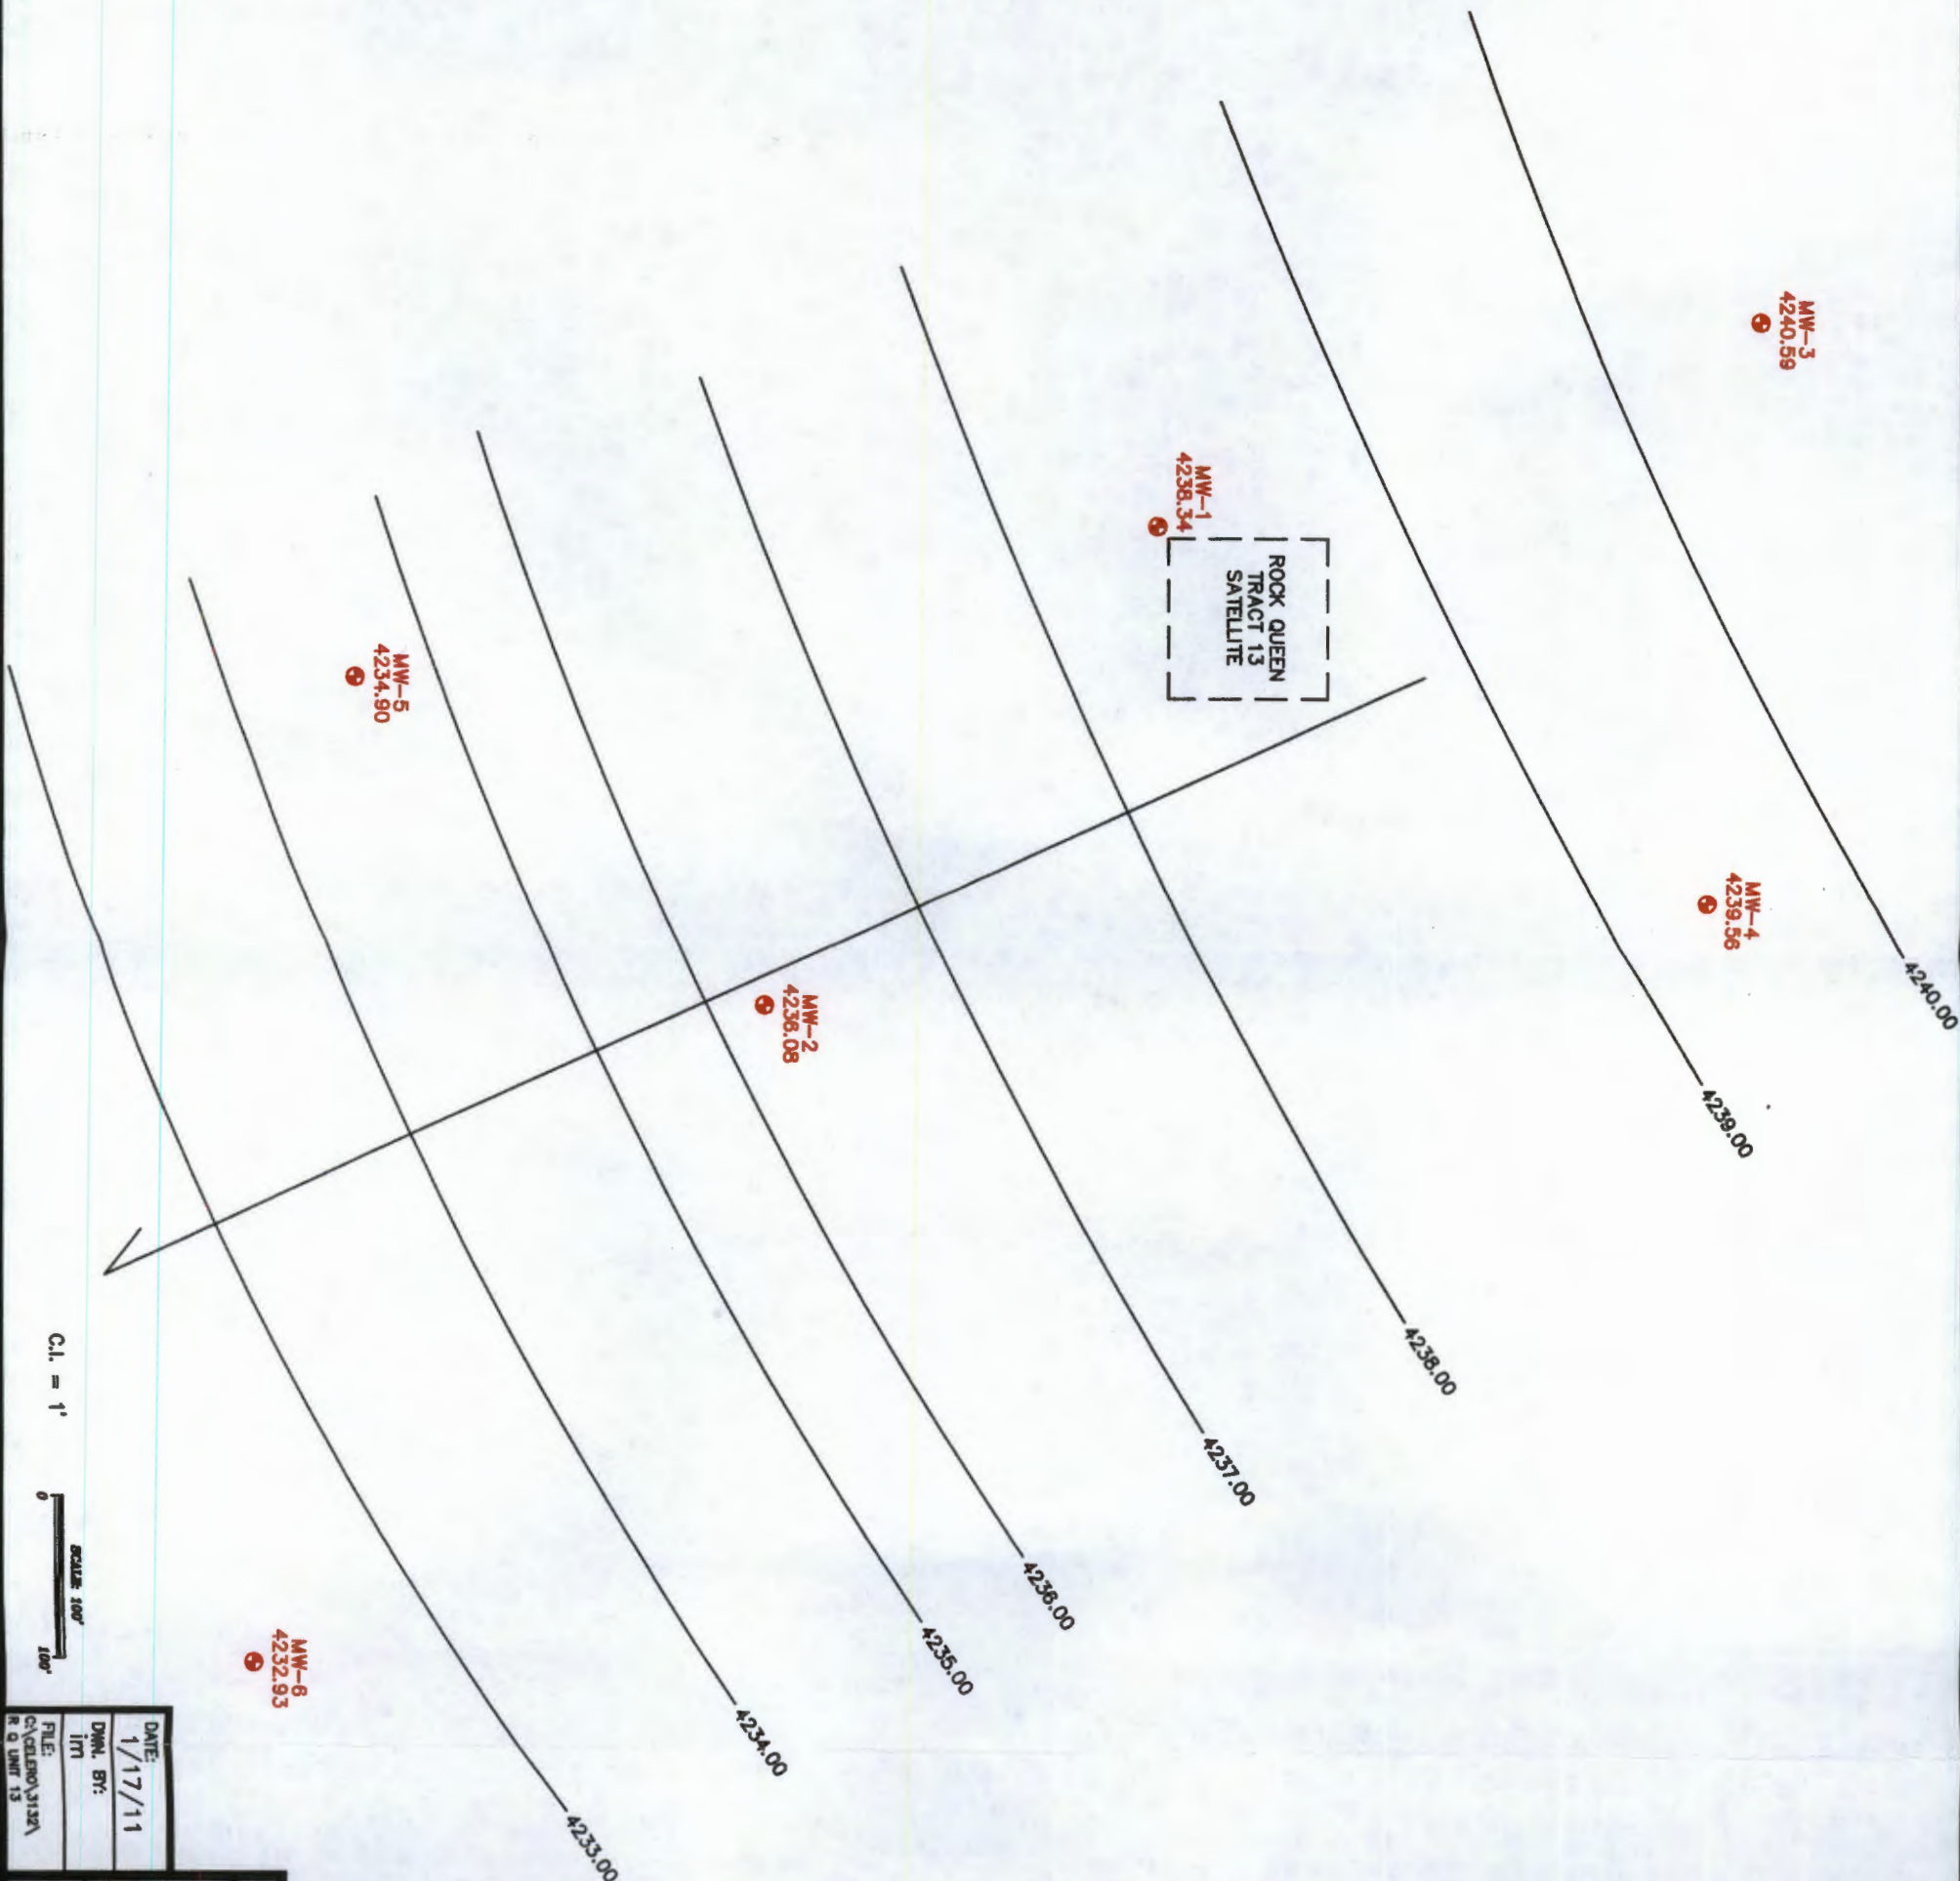 MW-3
4240.59
MW-1
4238.34
ROCK QUEEN
TRACT 13
SATELLITE
MW-4
4239.56
4240.00
4239.00
MW-5
4234.90
MW-2
4236.08
4238.00
4237.00
4236.00
4235.00
4234.00
4233.00
MW-6
4232.93
C.I. = 1'
SCALE: 100'
0 100'
DATE:
1/17/11
DWN. BY:
im
FILE:
C:\CELERO\3132\
R Q UNIT 13